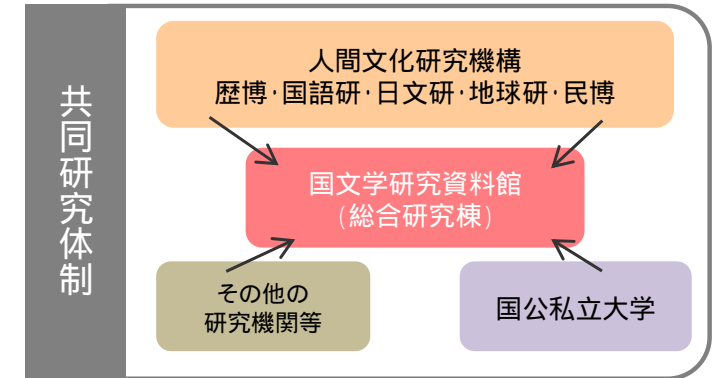 共同研究体制
人間文化研究機構
歴博･国語研･日文研･地球研･民博
国文学研究資料館
(総合研究棟)
その他の
研究機関等
国公私立大学